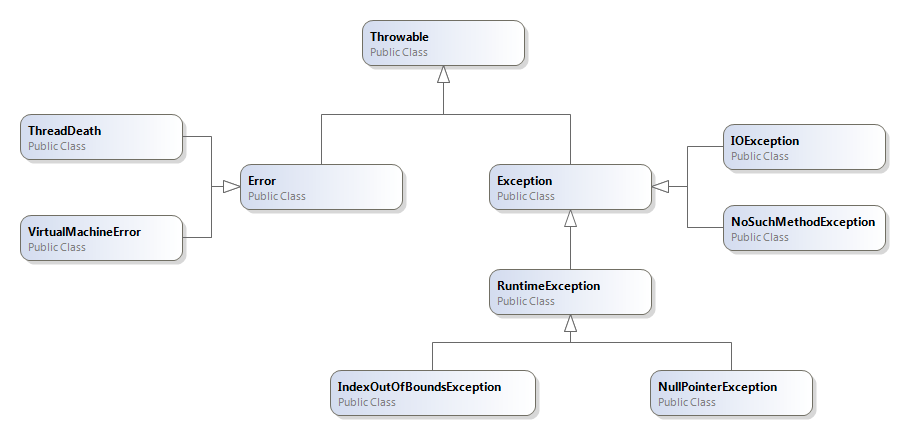 Throwable
Public Class
ThreadDeath
Public Class
IOException
Public Class
Error
Public Class
Exception
Public Class
VirtualMachineError
Public Class
NoSuchMethodException
Public Class
RuntimeException
Public Class
IndexOutOfBoundsException
Public Class
NullPointerException
Public Class